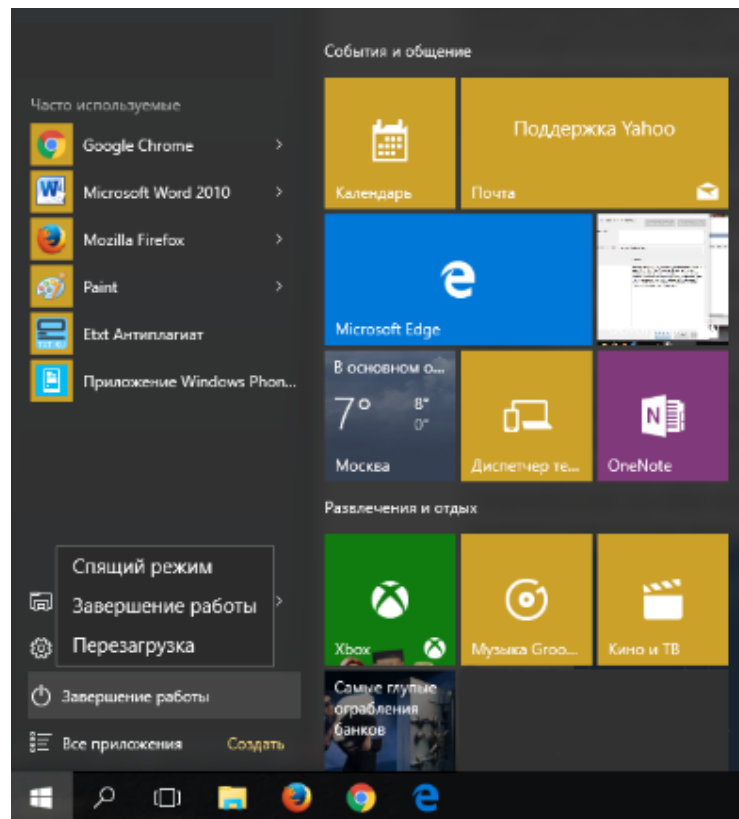 События и общение
Часто используемые
Google Chrome
Microsoft Word 2010
Mozilla Firefox
Paint
Etxt Антиплагиат
Приложение Windows Phon...
Спящий режим
Завершение работы
Перезагрузка
Завершение работы
Все приложения
Создать
Календарь
Поддержка Yahoo
Почта
Microsoft Edge
В основном о...
7°
8°
0°
Москва
Диспетчер те...
OneNote
Развлечения и отдых
Xbox
Музыка Groo...
Кино и ТВ
Самые глупые
ограбления
банков